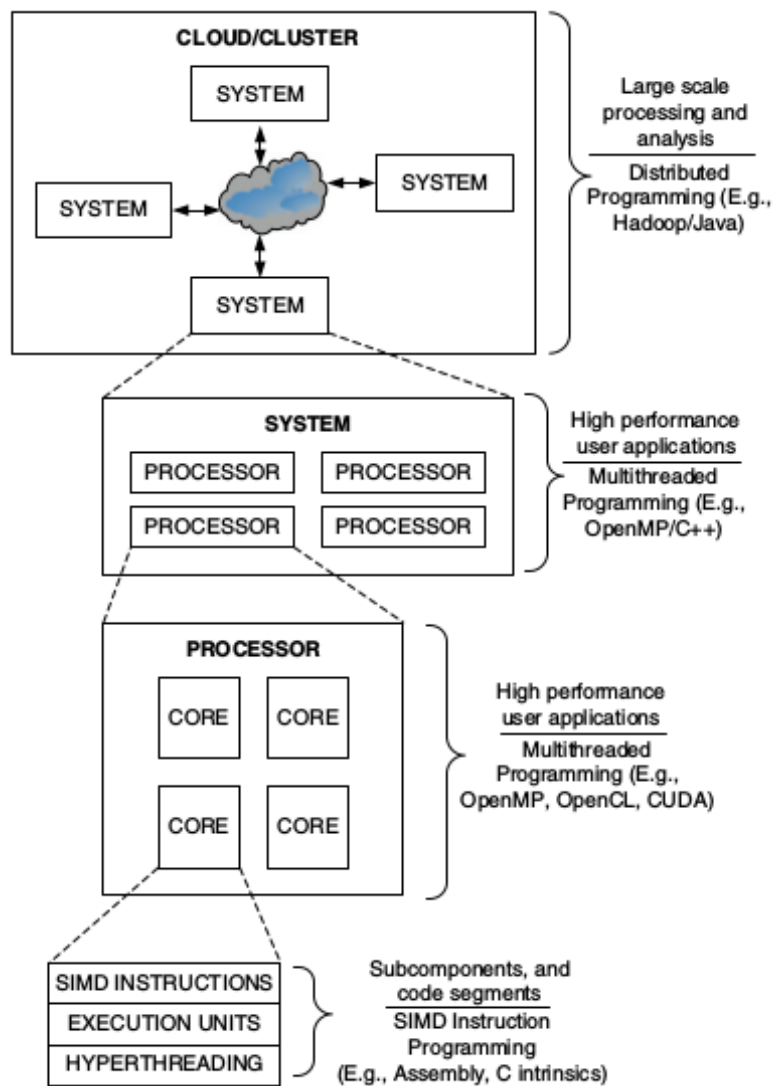 CLOUD/CLUSTER
SYSTEM
SYSTEM
SYSTEM
SYSTEM
Large scale
processing and
analysis
Distributed
Programming (E.g.,
Hadoop/Java)
SYSTEM
PROCESSOR
PROCESSOR
PROCESSOR
PROCESSOR
High performance
user applications
Multithreaded
Programming (E.g.,
OpenMP/C++)
PROCESSOR
CORE
CORE
CORE
CORE
High performance
user applications
Multithreaded
Programming (E.g.,
OpenMP, OpenCL, CUDA)
SIMD INSTRUCTIONS
EXECUTION UNITS
HYPERTHREADING
Subcomponents, and
code segments
SIMD Instruction
Programming
(E.g., Assembly, C intrinsics)